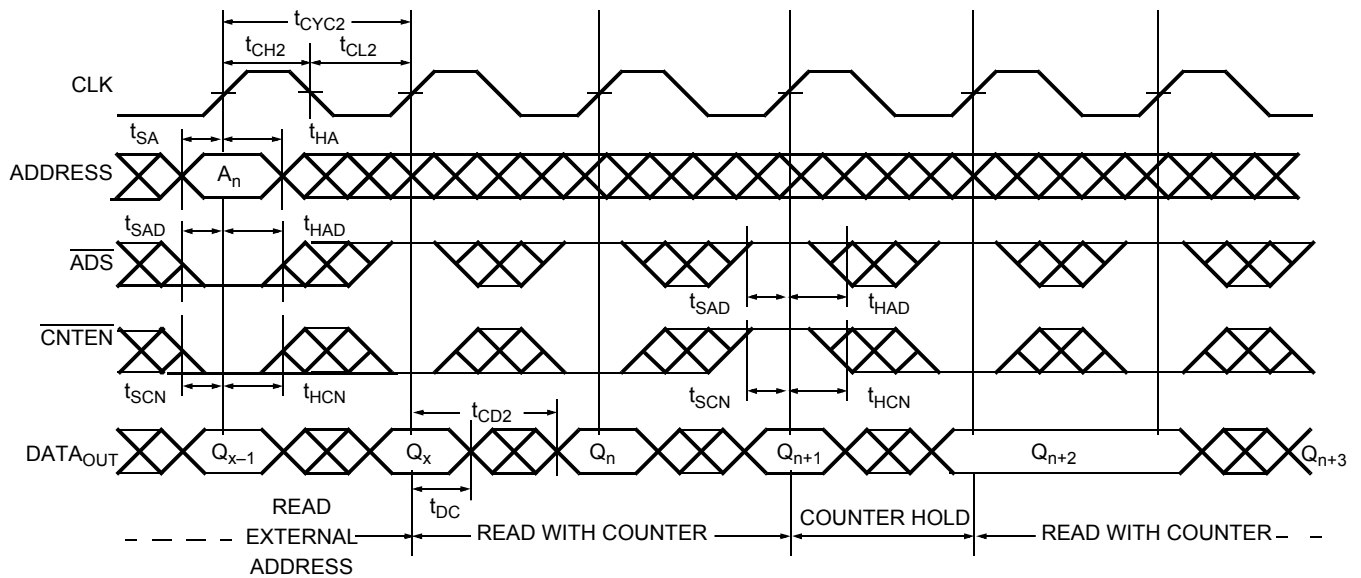 tCYC2
tCH2 tCL2
CLK
tSA tHA
ADDRESS An
tSAD tHAD
ADS
tSAD tHAD
CNTEN
tSCN tHCN tSCN tHCN
tCD2
DATAOUT Qx–1 Qx Qn Qn+1 Qn+2 Qn+3
tDC
READ
EXTERNAL
ADDRESS
READ WITH COUNTER
COUNTER HOLD
READ WITH COUNTER